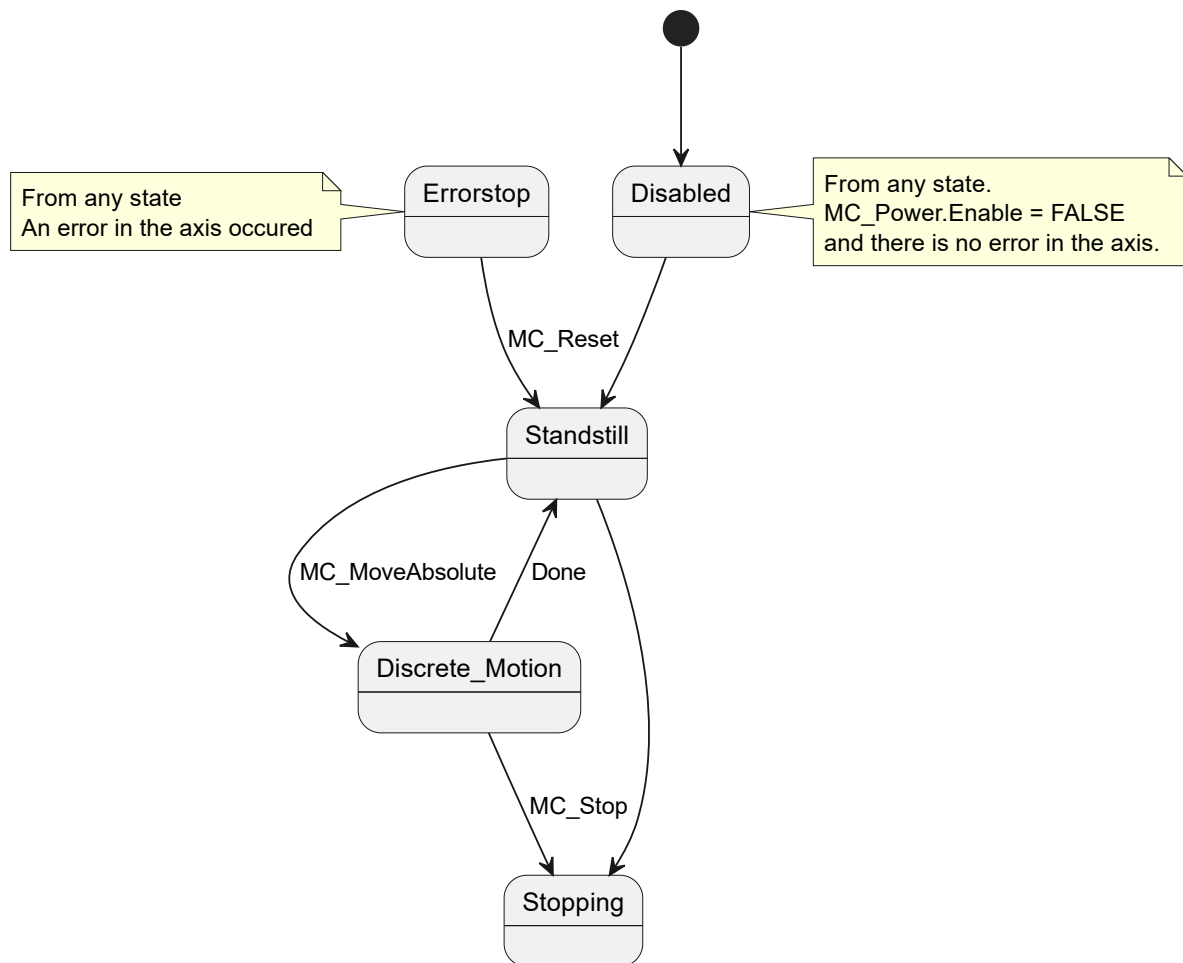 Errorstop
Disabled
From any state
An error in the axis occured
From any state.
MC_Power.Enable = FALSE
and there is no error in the axis.
MC_Reset
Standstill
MC_MoveAbsolute
Done
Discrete_Motion
MC_Stop
Stopping